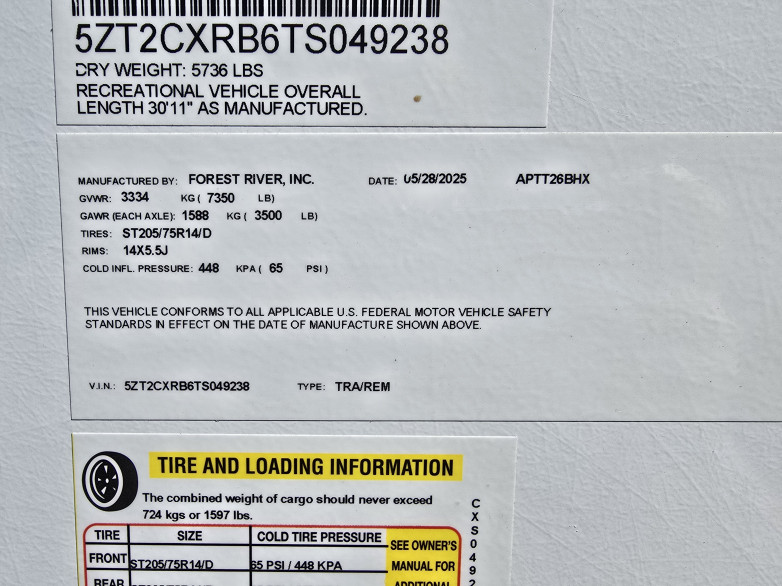 5ZT2CXRB6TS049238
DRY WEIGHT: 5736 LBS
RECREATIONAL VEHICLE OVERALL
LENGTH 30'11" AS MANUFACTURED.
MANUFACTURED BY: FOREST RIVER, INC. DATE: 05/28/2025 APTT26BHX
GVWR: 3334 KG ( 7350 LB)
GAWR (EACH AXLE): 1588 KG ( 3500 LB)
TIRES: ST205/75R14/D
RIMS: 14X5.5J
COLD INFL. PRESSURE: 448 KPA ( 65 PSI )
THIS VEHICLE CONFORMS TO ALL APPLICABLE U.S. FEDERAL MOTOR VEHICLE SAFETY
STANDARDS IN EFFECT ON THE DATE OF MANUFACTURE SHOWN ABOVE.
V.I.N.: 5ZT2CXRB6TS049238 TYPE: TRA/REM
TIRE AND LOADING INFORMATION
The combined weight of cargo should never exceed
724 kgs or 1597 lbs.
TIRE SIZE COLD TIRE PRESSURE SEE OWNER'S
FRONT ST205/75R14/D 65 PSI / 448 KPA MANUAL FOR
REAR ADDITIONAL
CXS0492